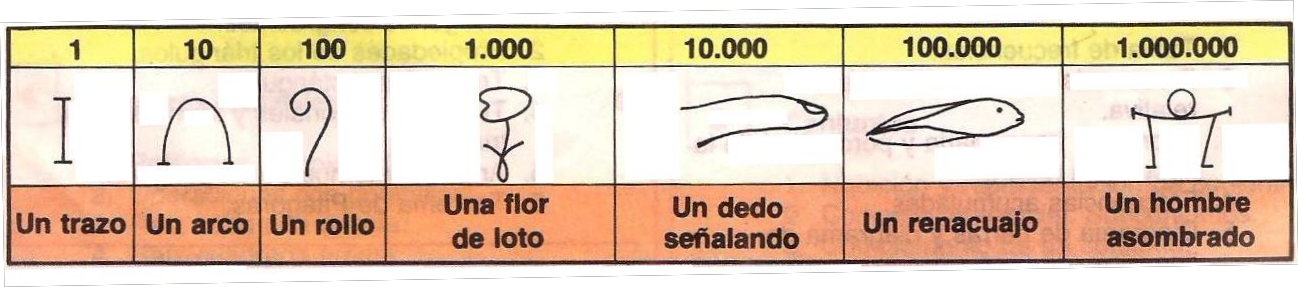 1 10 100 1.000 10.000 100.000 1.000.000
Un trazo
Un arco
Un rollo
Una flor
de loto
Un dedo
señalando
Un renacuajo
Un hombre
asombrado